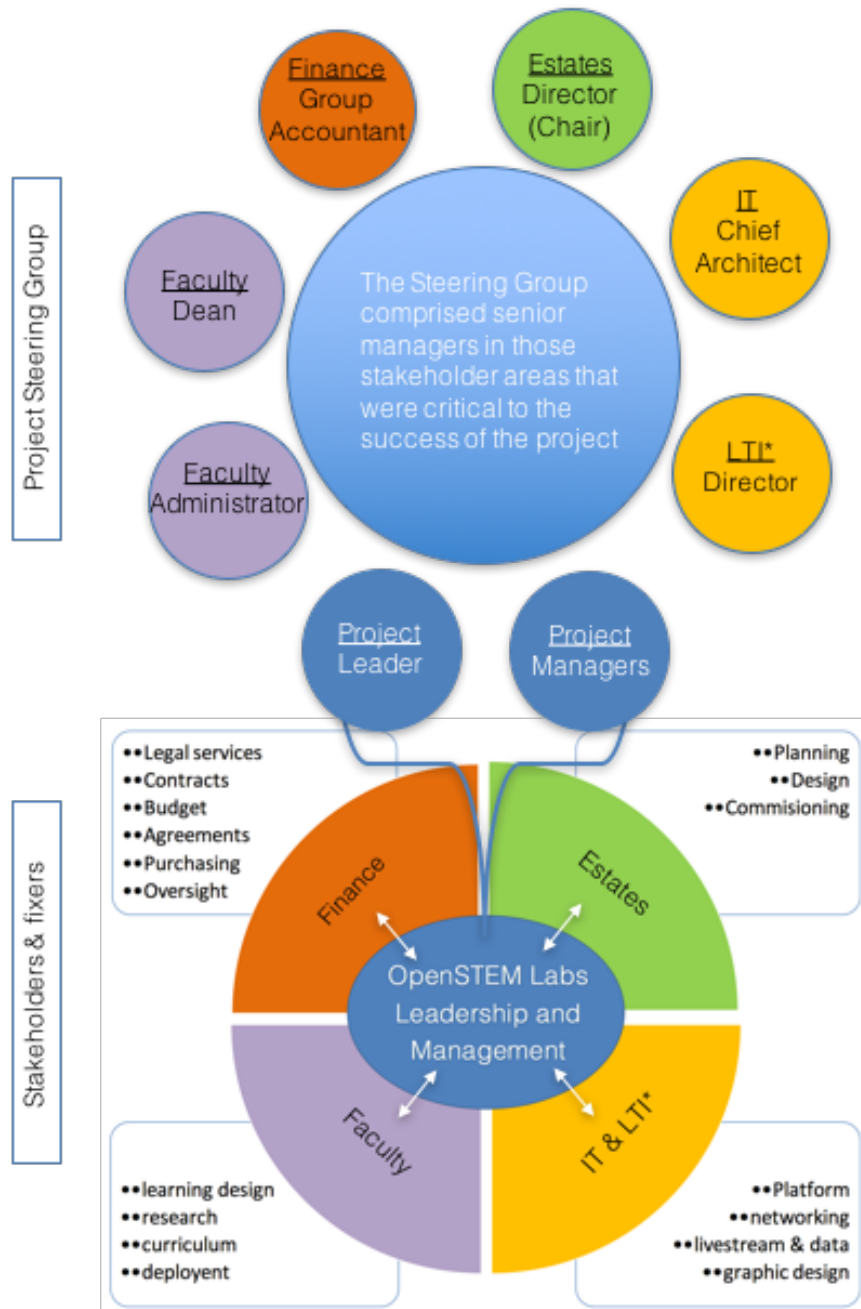 Project Steering Group
Finance
Group
Accountant
Estates
Director
(Chair)
IT
Chief
Architect
Faculty
Dean
The Steering Group
comprised senior
managers in those
stakeholder areas that
were critical to the
success of the project
Faculty
Administrator
LTI*
Director
Project
Leader
Project
Managers
Stakeholders & fixers
••Legal services
••Contracts
••Budget
••Agreements
••Purchasing
••Oversight
••Planning
••Design
••Commisioning
Finance
Estates
OpenSTEM Labs
Leadership and
Management
Faculty
IT & LTI*
••learning design
••research
••curriculum
••deployent
••Platform
••networking
••livestream & data
••graphic design